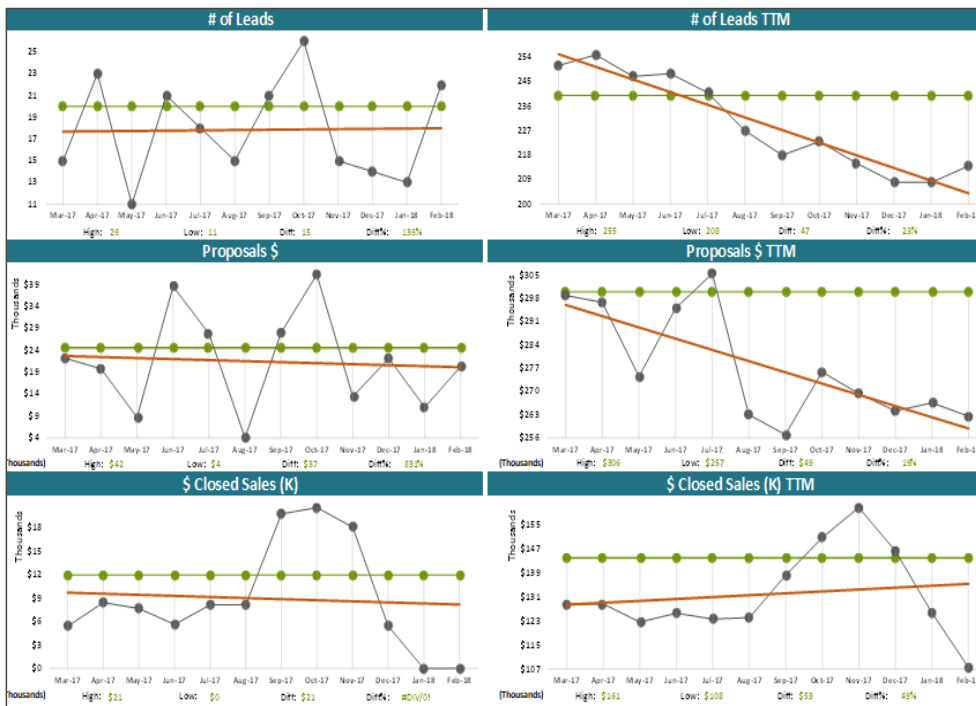 # of Leads
25
23
21
19
17
15
13
11
Mar-17 Apr-17 May-17 Jun-17 Jul-17 Aug-17 Sep-17 Oct-17 Nov-17 Dec-17 Jan-18 Feb-18
High: 26 Low: 11 Diff: 15 Diff%: 136%
# of Leads TTM
254
245
236
227
218
209
200
Mar-17 Apr-17 May-17 Jun-17 Jul-17 Aug-17 Sep-17 Oct-17 Nov-17 Dec-17 Jan-18 Feb-1
High: 255 Low: 208 Diff: 47 Diff%: 23%
Proposals $
Thousands
$39
$34
$29
$24
$19
$14
$9
$4
Mar-17 Apr-17 May-17 Jun-17 Jul-17 Aug-17 Sep-17 Oct-17 Nov-17 Dec-17 Jan-18 Feb-18
Thousands) High: $42 Low: $4 Diff: $37 Diff%: 831%
Proposals $ TTM
Thousands
$305
$298
$291
$284
$277
$270
$263
$256
Mar-17 Apr-17 May-17 Jun-17 Jul-17 Aug-17 Sep-17 Oct-17 Nov-17 Dec-17 Jan-18 Feb-1
(Thousands) High: $306 Low: $257 Diff: $49 Diff%: 19%
$ Closed Sales (K)
Thousands
$18
$15
$12
$9
$6
$3
$0
Mar-17 Apr-17 May-17 Jun-17 Jul-17 Aug-17 Sep-17 Oct-17 Nov-17 Dec-17 Jan-18 Feb-18
Thousands) High: $21 Low: $0 Diff: $21 Diff%: #DIV/0!
$ Closed Sales (K) TTM
Thousands
$155
$147
$139
$131
$123
$115
$107
Mar-17 Apr-17 May-17 Jun-17 Jul-17 Aug-17 Sep-17 Oct-17 Nov-17 Dec-17 Jan-18 Feb-1
(Thousands) High: $161 Low: $108 Diff: $53 Diff%: 49%